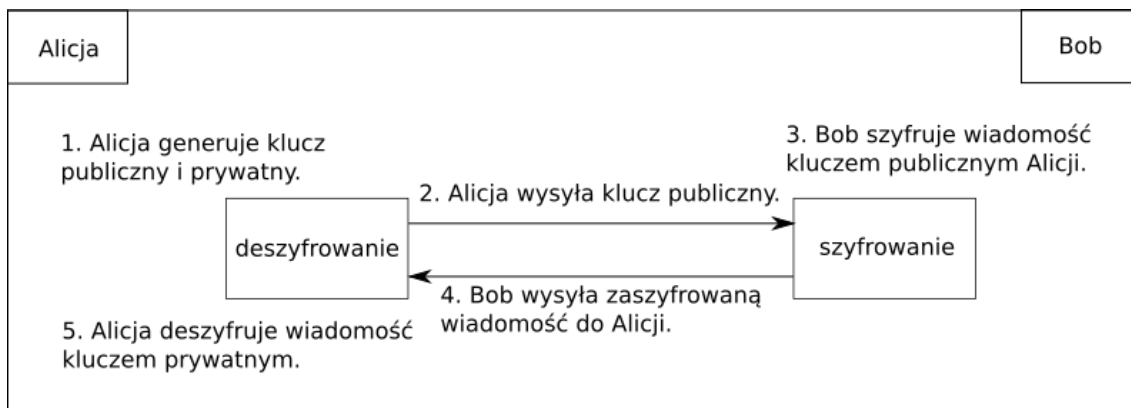 Alicja
Bob
1. Alicja generuje klucz
publiczny i prywatny.
2. Alicja wysyła klucz publiczny.
3. Bob szyfruje wiadomość
kluczem publicznym Alicji.
deszyfrowanie
szyfrowanie
4. Bob wysyła zaszyfrowaną
wiadomość do Alicji.
5. Alicja deszyfruje wiadomość
kluczem prywatnym.